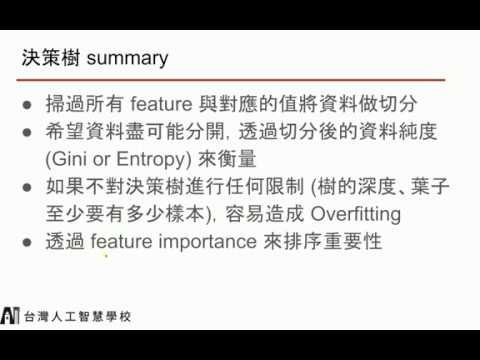 決策樹 summary
● 掃過所有 feature 與對應的值將資料做切分
● 希望資料盡可能分開, 透過切分後的資料純度
(Gini or Entropy) 來衡量
● 如果不對決策樹進行任何限制 (樹的深度、葉子
至少要有多少樣本), 容易造成 Overfitting
● 透過 feature importance 來排序重要性
AI 台灣人工智慧學校